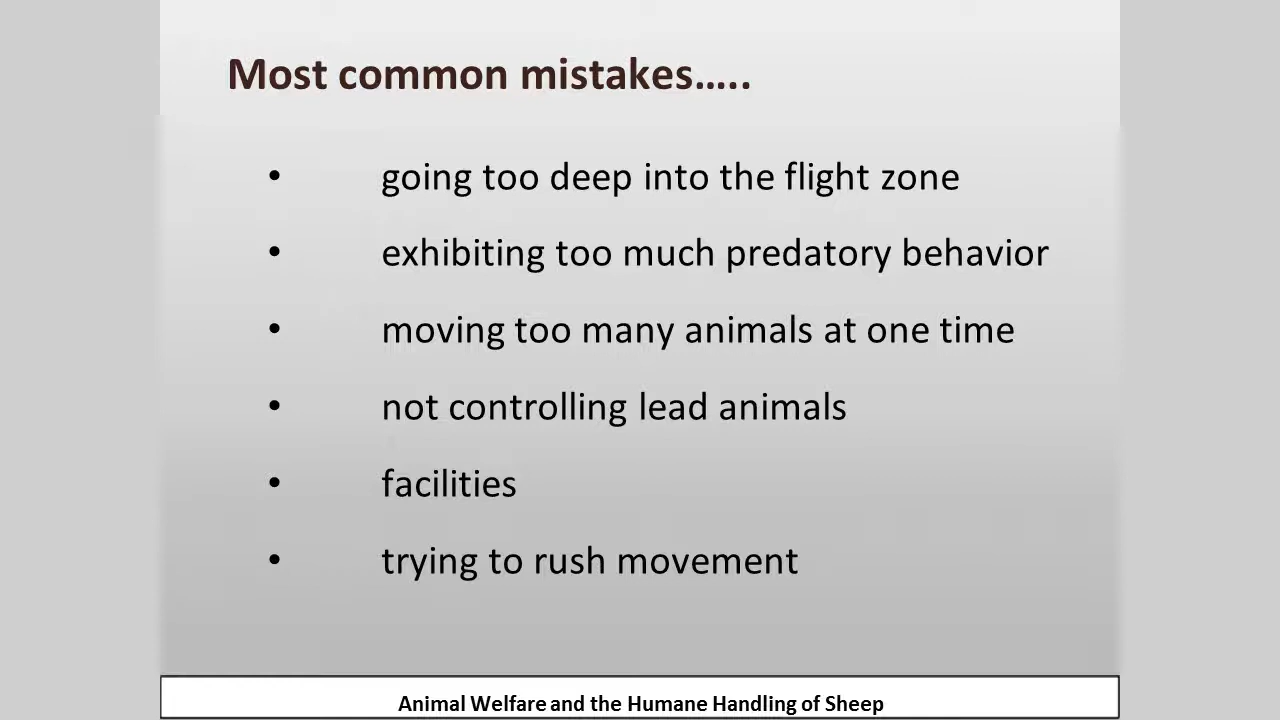 Most common mistakes…..
• going too deep into the flight zone
• exhibiting too much predatory behavior
• moving too many animals at one time
• not controlling lead animals
• facilities
• trying to rush movement
Animal Welfare and the Humane Handling of Sheep